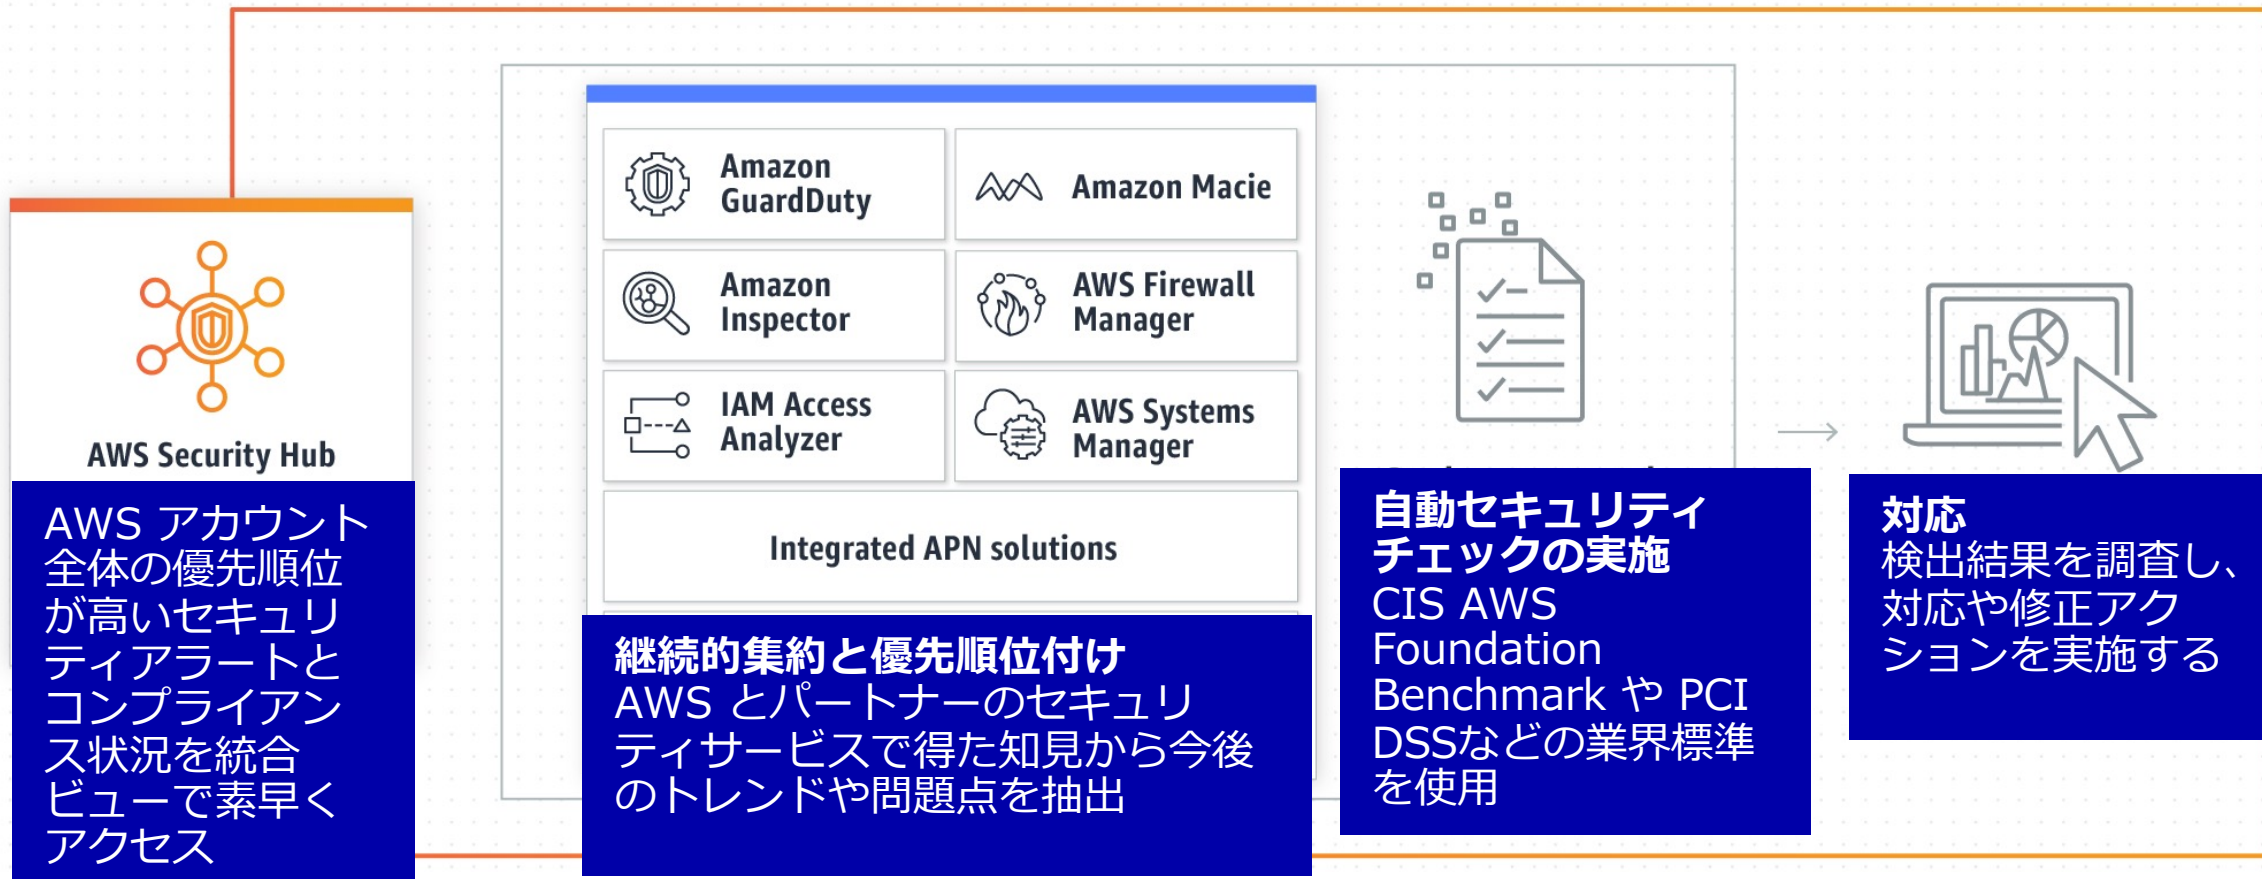 AWS Security Hub
AWS アカウント
全体の優先順位
が高いセキュリ
ティアラートと
コンプライアン
ス状況を統合
ビューで素早く
アクセス
Amazon
GuardDuty
Amazon Macie
Amazon
Inspector
AWS Firewall
Manager
IAM Access
Analyzer
AWS Systems
Manager
Integrated APN solutions
継続的集約と優先順位付け
AWS とパートナーのセキュリ
ティサービスで得た知見から今後
のトレンドや問題点を抽出
自動セキュリティ
チェックの実施
CIS AWS
Foundation
Benchmark や PCI
DSSなどの業界標準
を使用
対応
検出結果を調査し、
対応や修正アク
ションを実施する